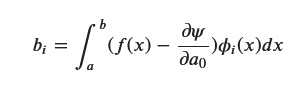 b_i = ∫_a^b (f(x) − ∂ψ/∂a_0)ϕ_i(x)dx